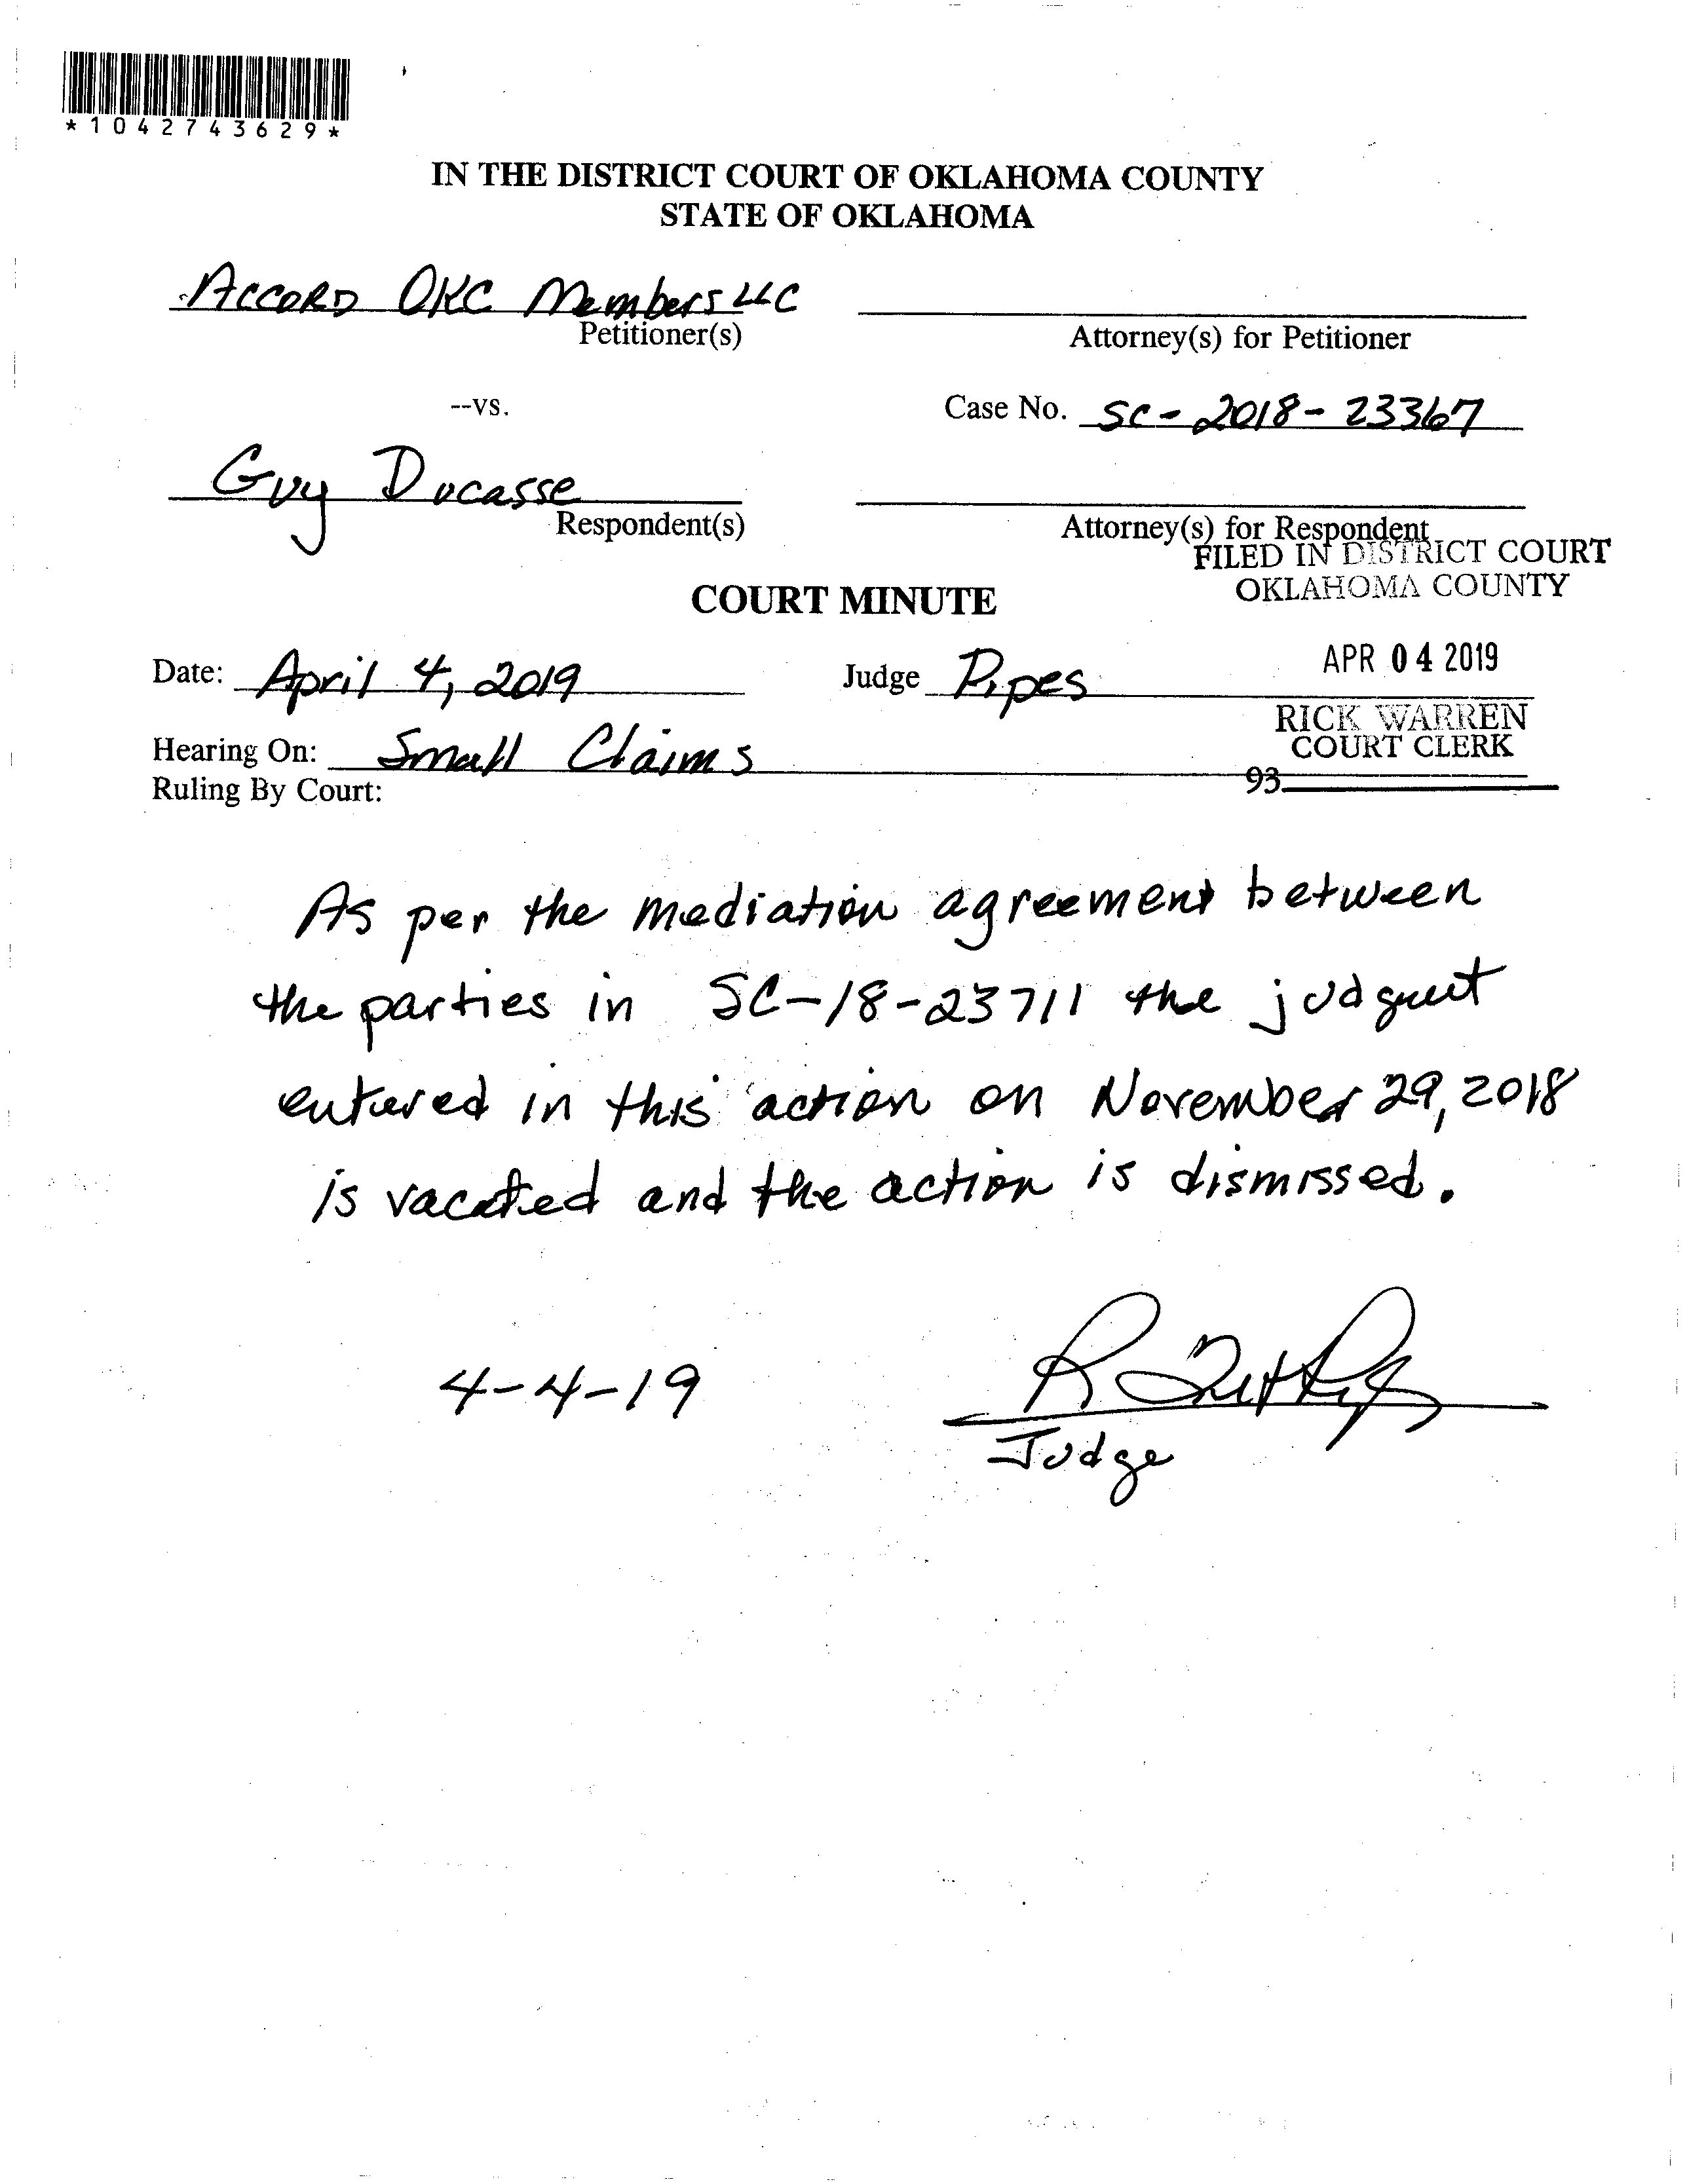 *1042743629*
IN THE DISTRICT COURT OF OKLAHOMA COUNTY
STATE OF OKLAHOMA
ACCORD OKC Members LLC
Petitioner(s)
Attorney(s) for Petitioner
--vs.
Case No. SC-2018-23367
Guy Ducasse
Respondent(s)
Attorney(s) for Respondent
FILED IN DISTRICT COURT
OKLAHOMA COUNTY
COURT MINUTE
Date: April 4, 2019
Judge Pipes
APR 04 2019
RICK WARREN
COURT CLERK
Hearing On: Small Claims
93
Ruling By Court:
As per the mediation agreement between
the parties in SC-18-23711 the judgment
entered in this action on November 29, 2018
is vacated and the action is dismissed.
4-4-19
Judge